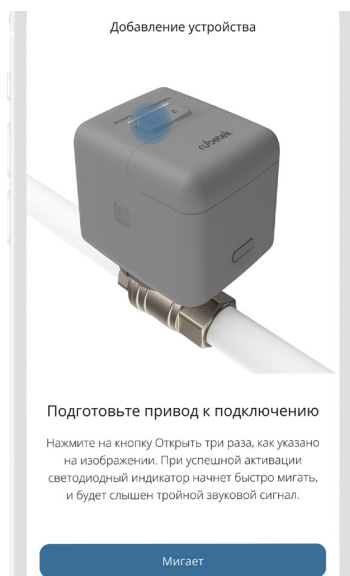 Добавление устройства
rubetek
Подготовьте привод к подключению
Нажмите на кнопку Открыть три раза, как указано
на изображении. При успешной активации
светодиодный индикатор начнет быстро мигать,
и будет слышен тройной звуковой сигнал.
Мигает